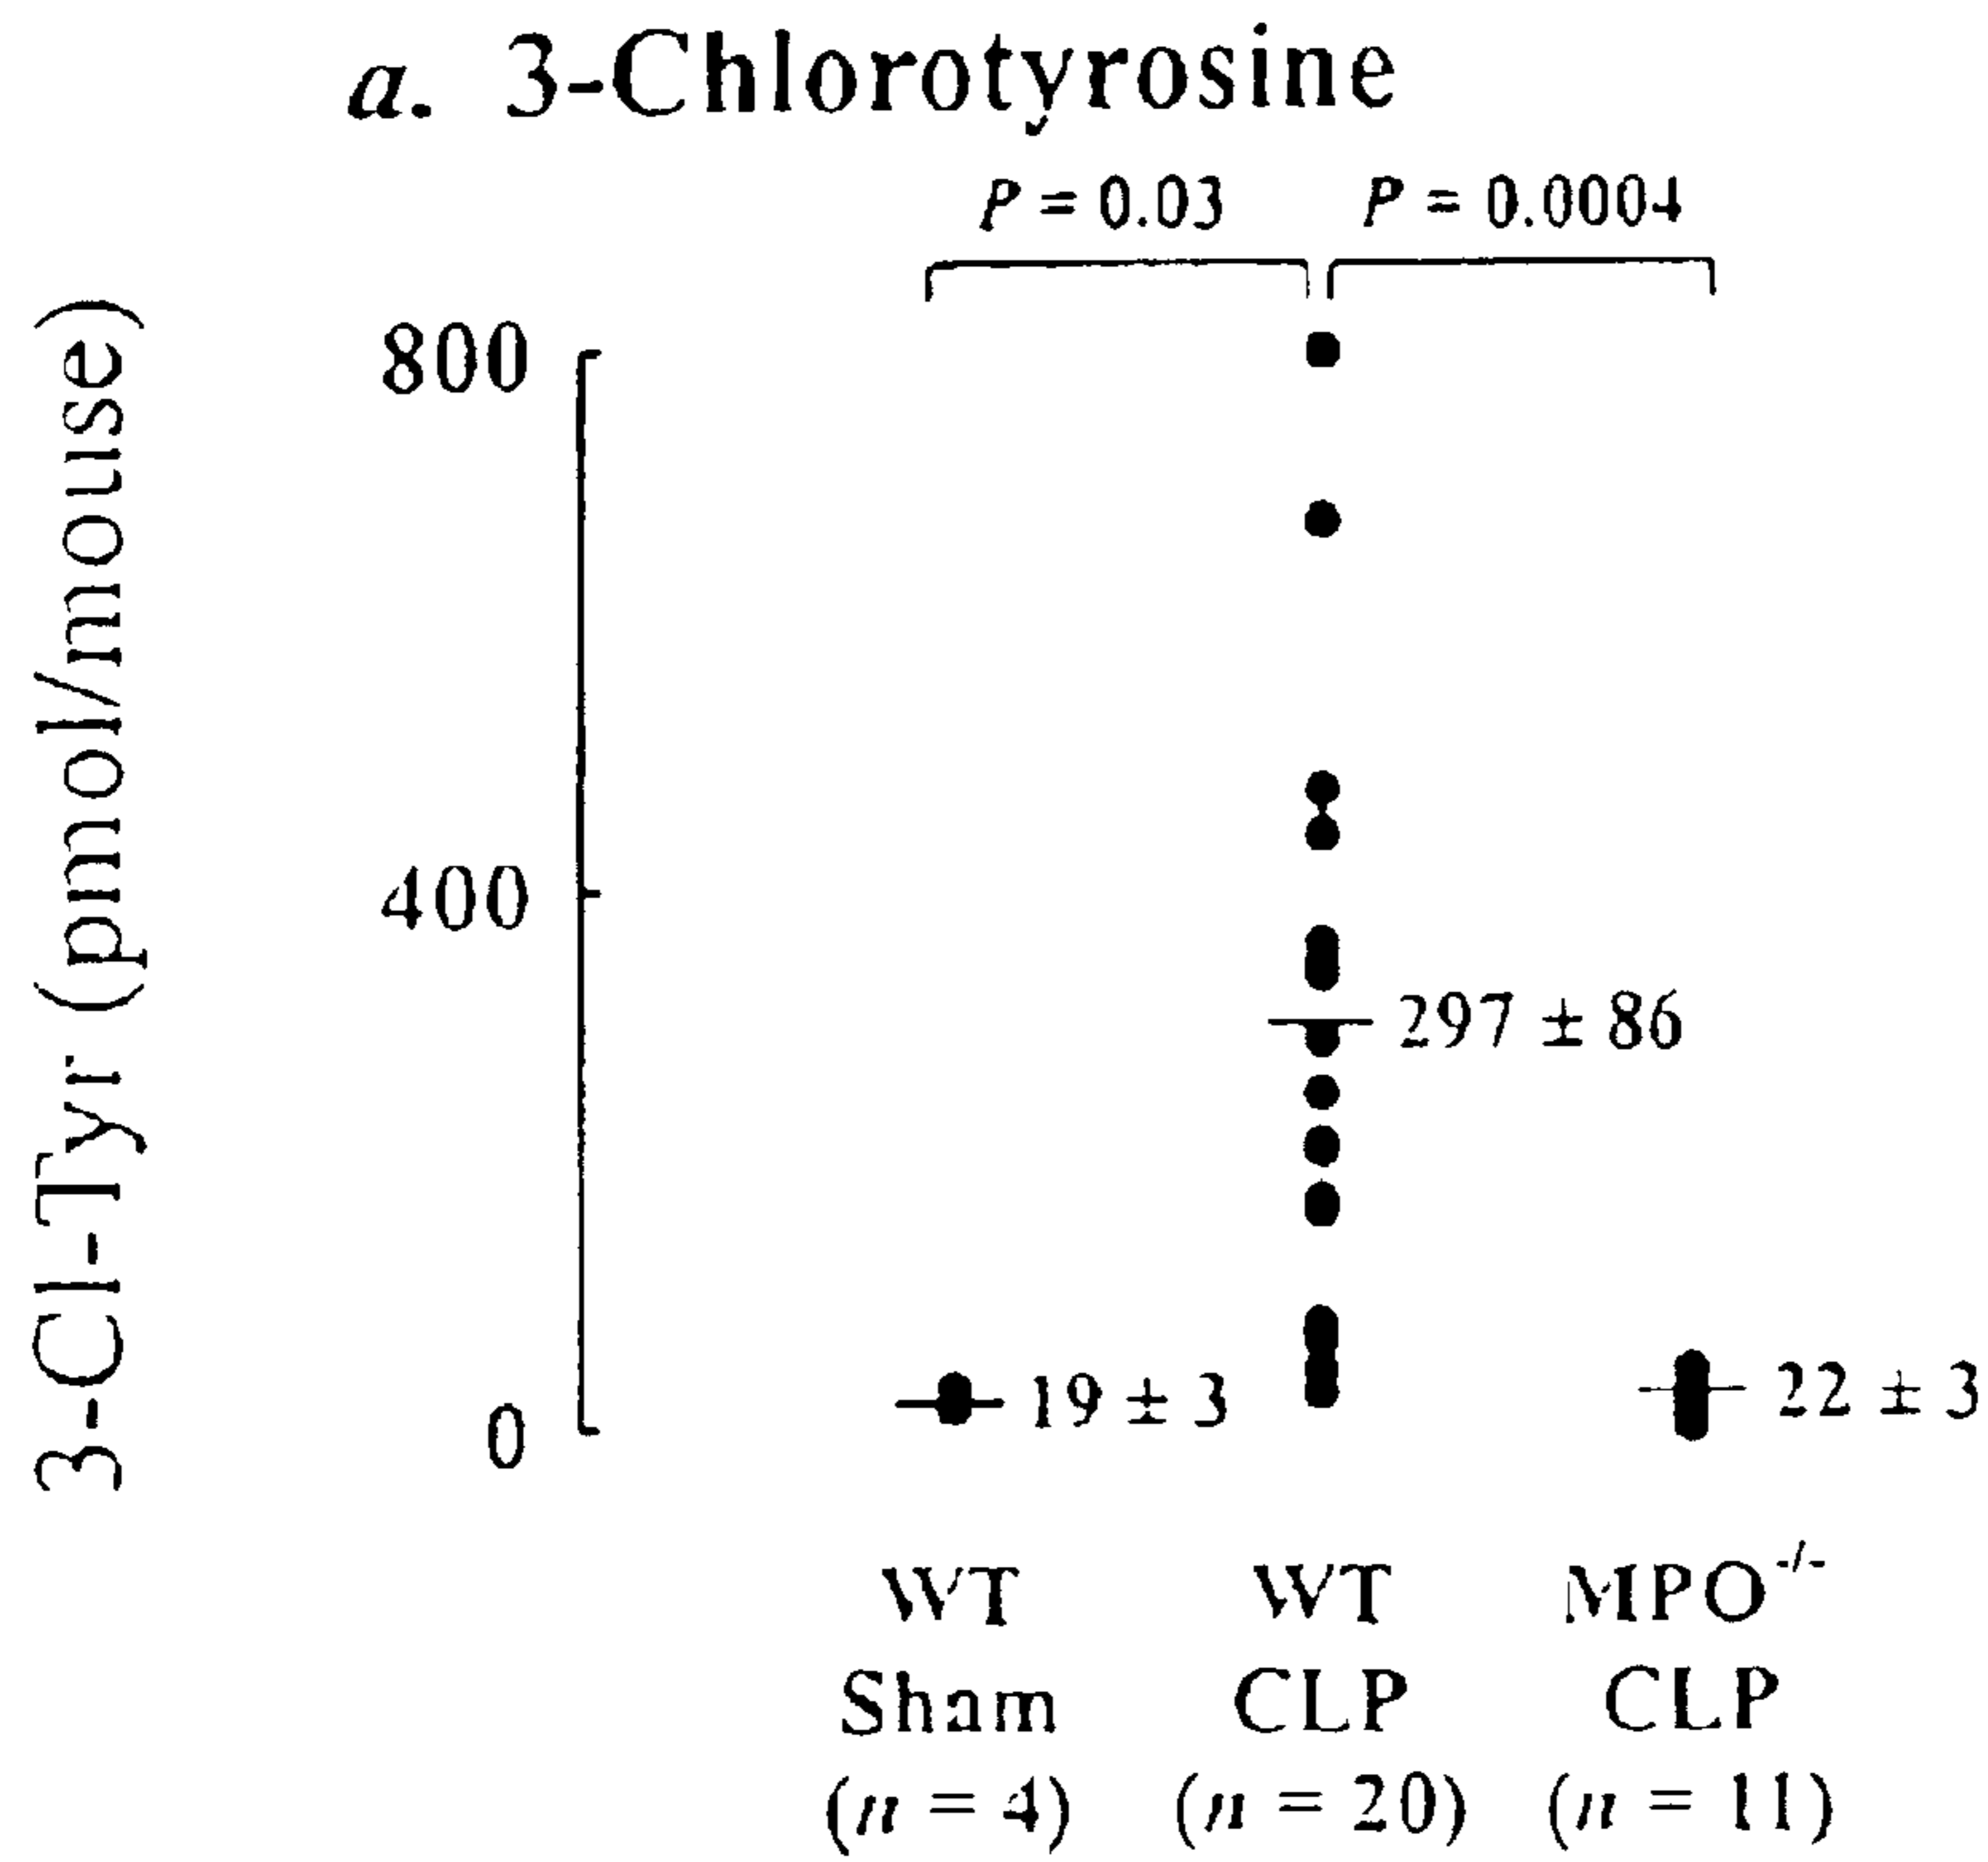 a. 3-Chlorotyrosine
P = 0.03 P = 0.0004
3-Cl-Tyr (pmol/mouse)
800
400
0
297 ± 86
19 ± 3
22 ± 3
WT WT MPO-/-
Sham CLP CLP
(n = 4) (n = 20) (n = 11)